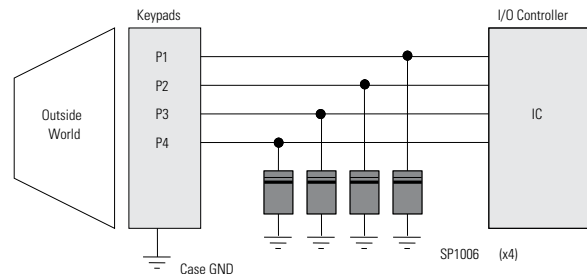 Keypads
I/O Controller
P1
P2
P3
P4
Outside
World
IC
SP1006 (x4)
Case GND